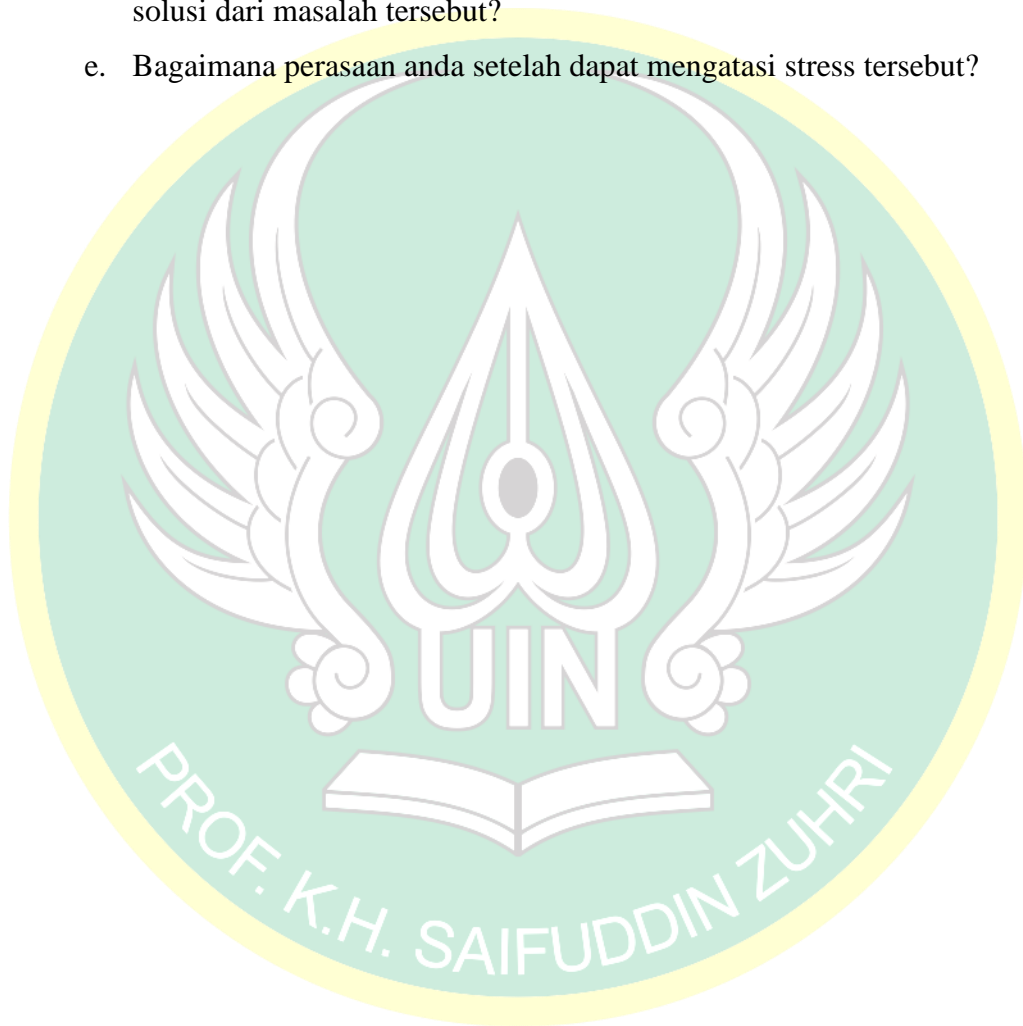 solusi dari masalah tersebut?
e. Bagaimana perasaan anda setelah dapat mengatasi stress tersebut?
UIN
PROF. K.H. SAIFUDDIN ZUHRI